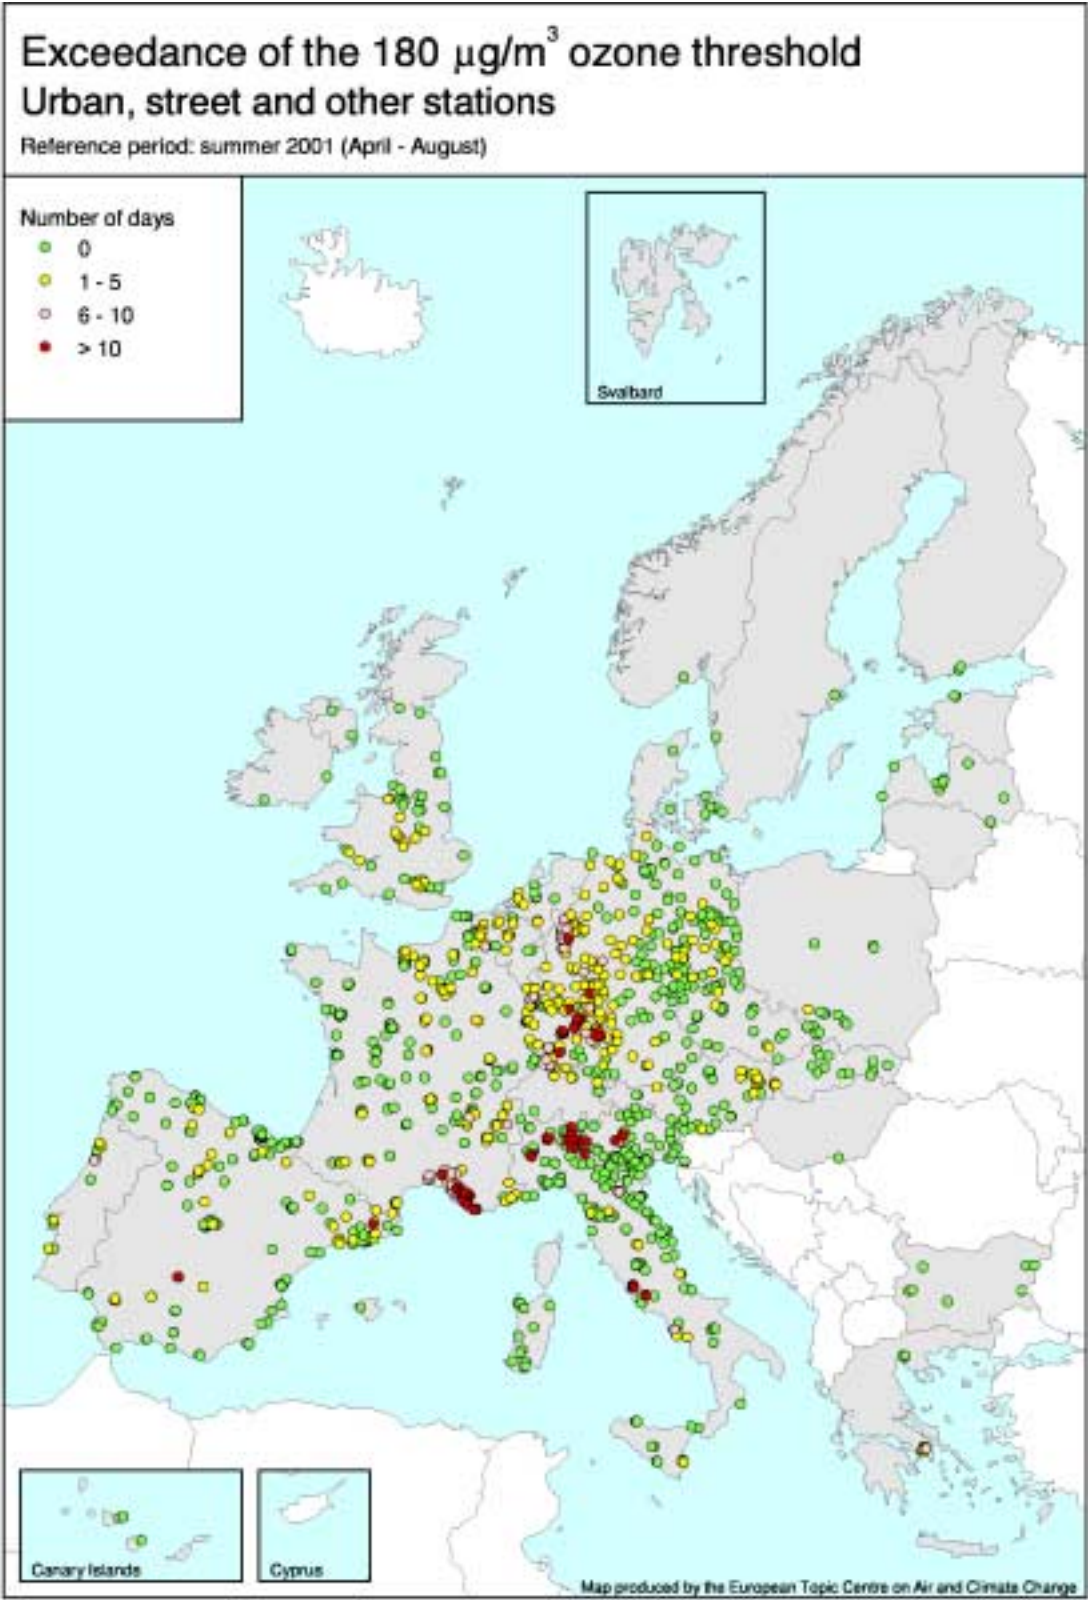 Exceedance of the 180 µg/m³ ozone threshold
Urban, street and other stations
Reference period: summer 2001 (April - August)
Number of days
0
1 - 5
6 - 10
> 10
Svalbard
Canary Islands
Cyprus
Map produced by the European Topic Centre on Air and Climate Change